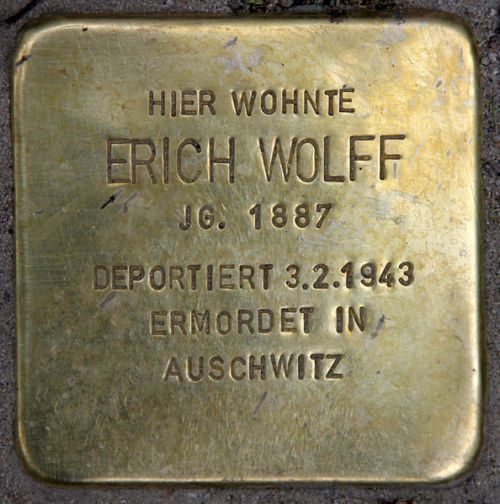 HIER WOHNTE
ERICH WOLFF
JG. 1887
DEPORTIERT 3.2.1943
ERMORDET IN
AUSCHWITZ